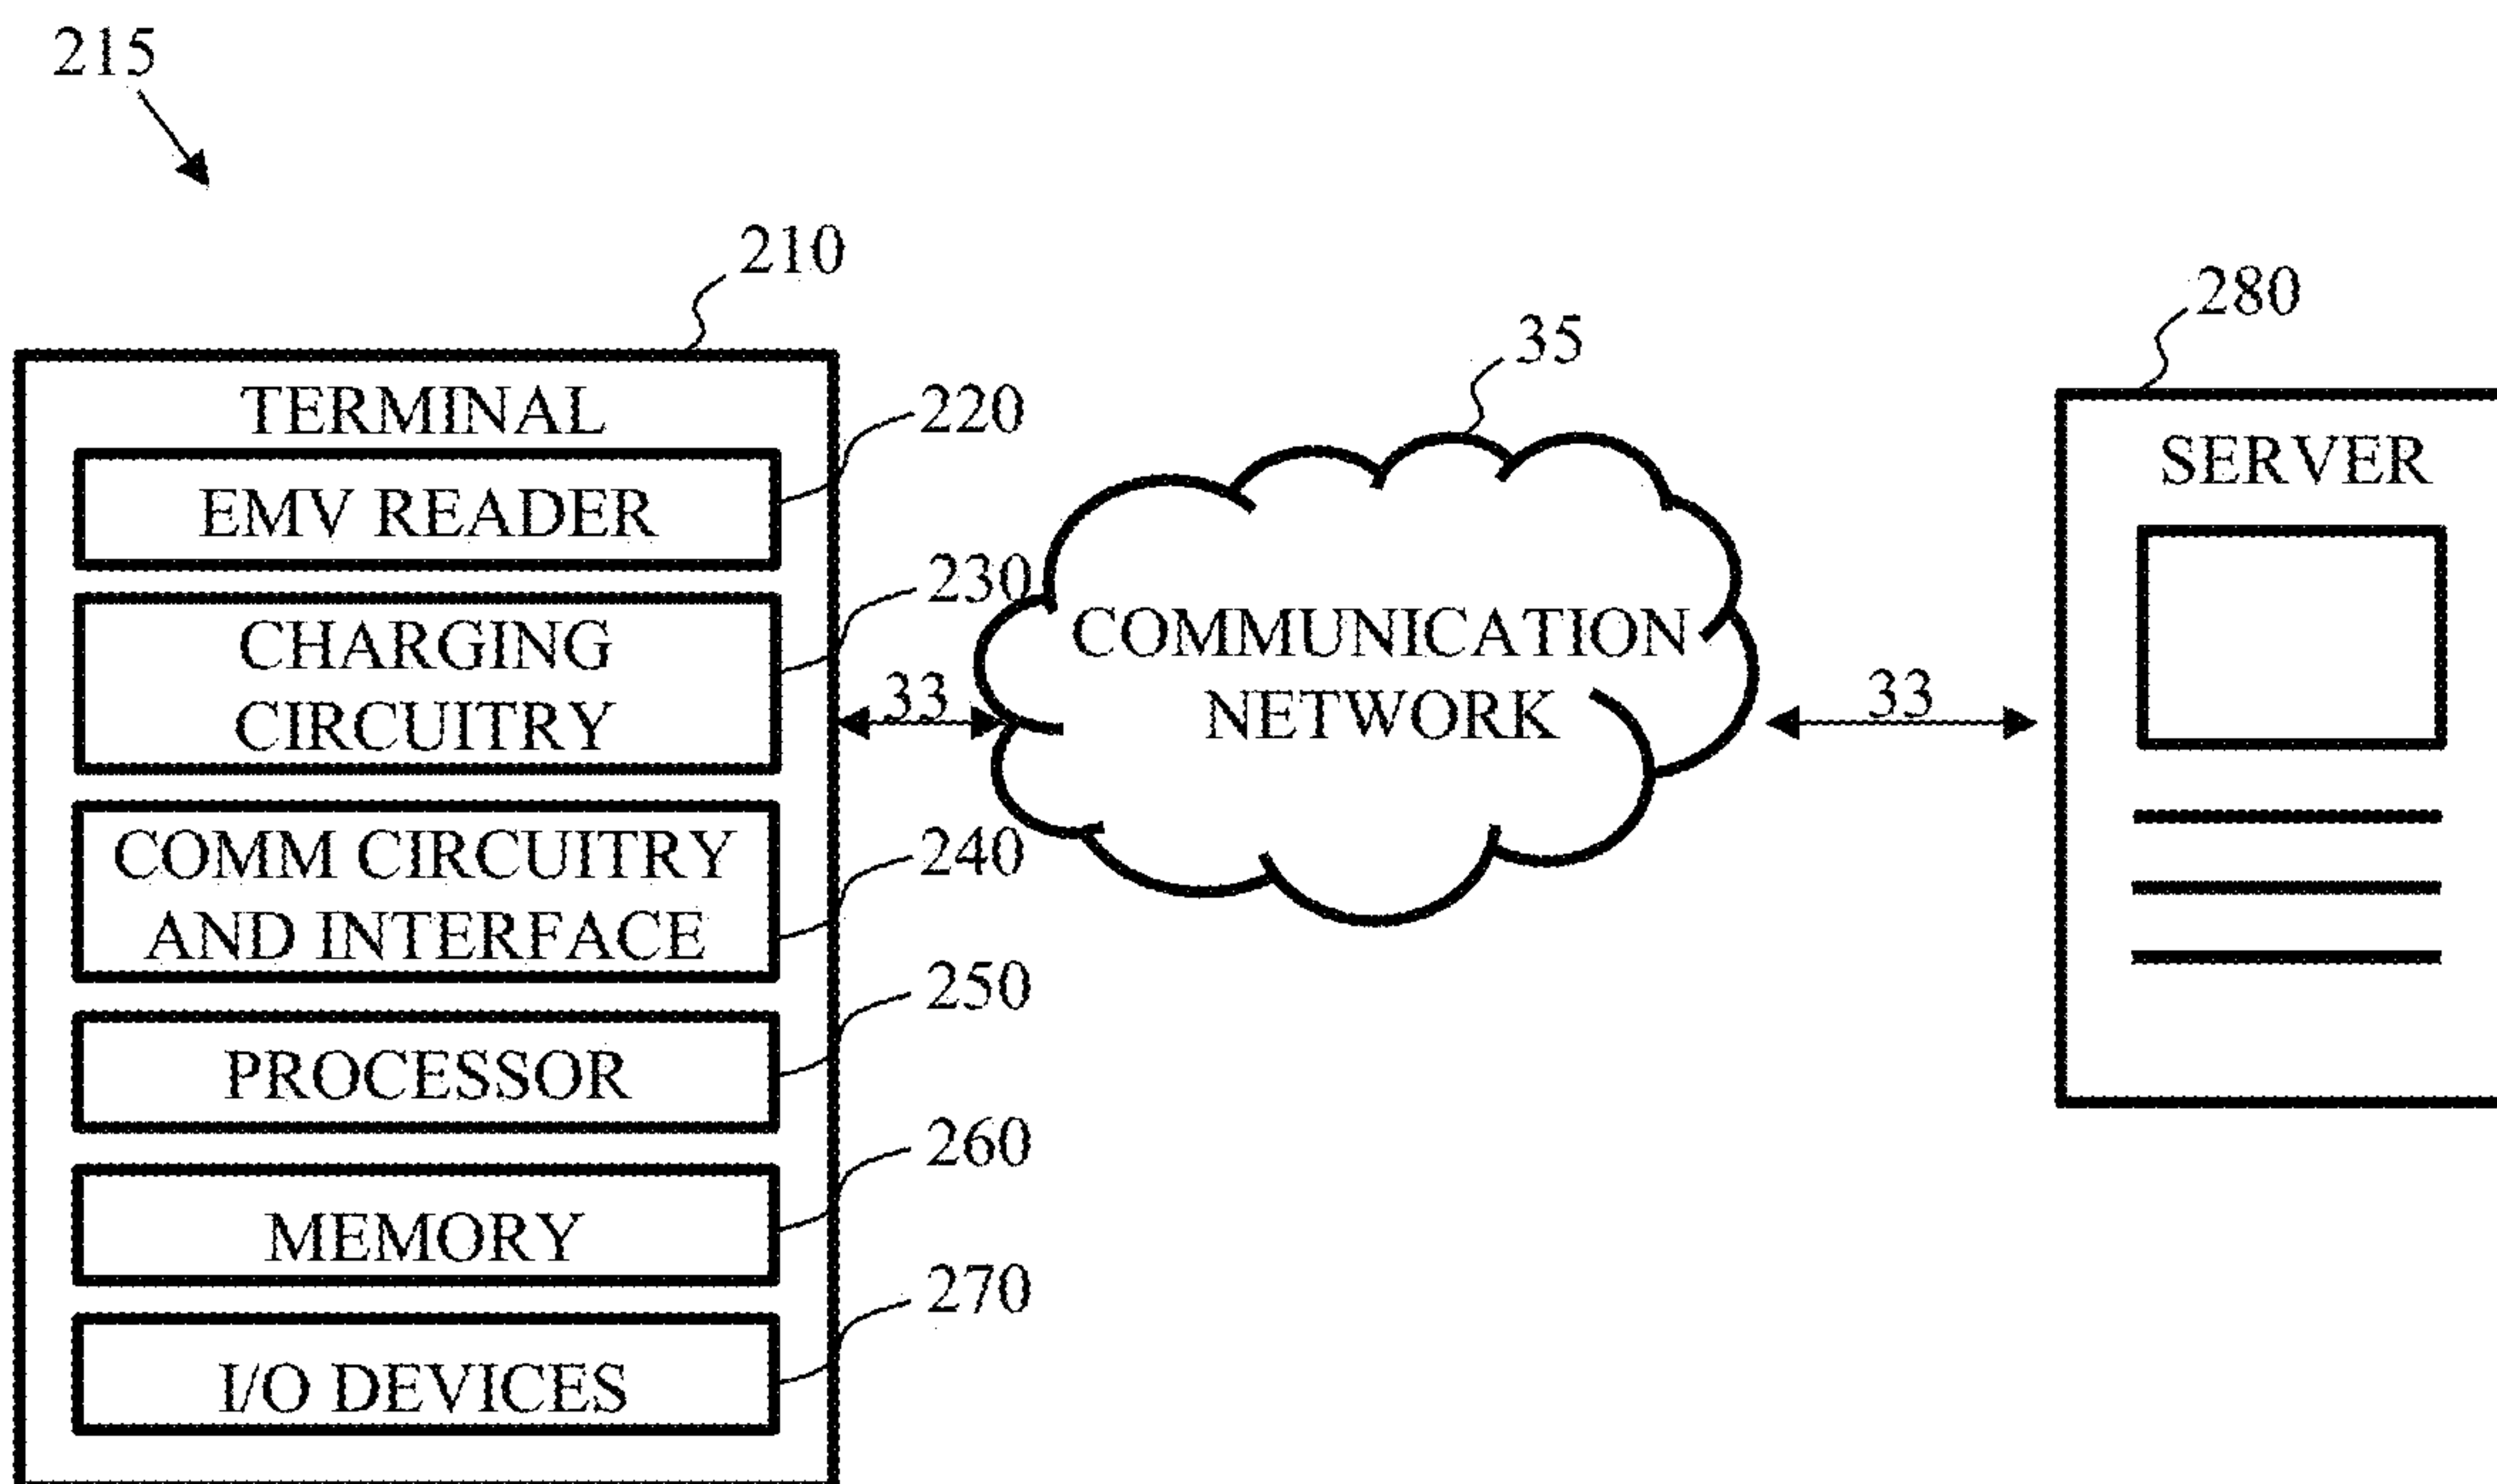 215
210
TERMINAL
EMV READER
220
CHARGING
CIRCUITRY
230
33
COMM CIRCUITRY
AND INTERFACE
240
PROCESSOR
250
MEMORY
260
I/O DEVICES
270
35
COMMUNICATION
NETWORK
33
280
SERVER